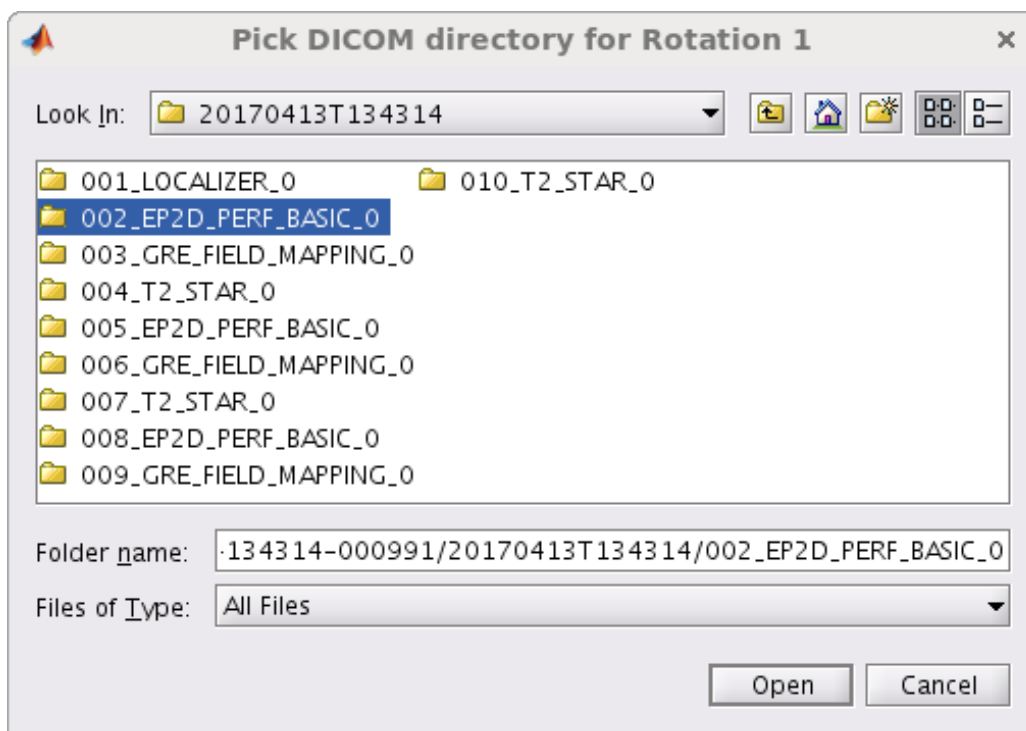 Pick DICOM directory for Rotation 1
Look In: 20170413T134314
001_LOCALIZER_0
002_EP2D_PERF_BASIC_0
003_GRE_FIELD_MAPPING_0
004_T2_STAR_0
005_EP2D_PERF_BASIC_0
006_GRE_FIELD_MAPPING_0
007_T2_STAR_0
008_EP2D_PERF_BASIC_0
009_GRE_FIELD_MAPPING_0
010_T2_STAR_0
Folder name: -134314-000991/20170413T134314/002_EP2D_PERF_BASIC_0
Files of Type: All Files
Open Cancel